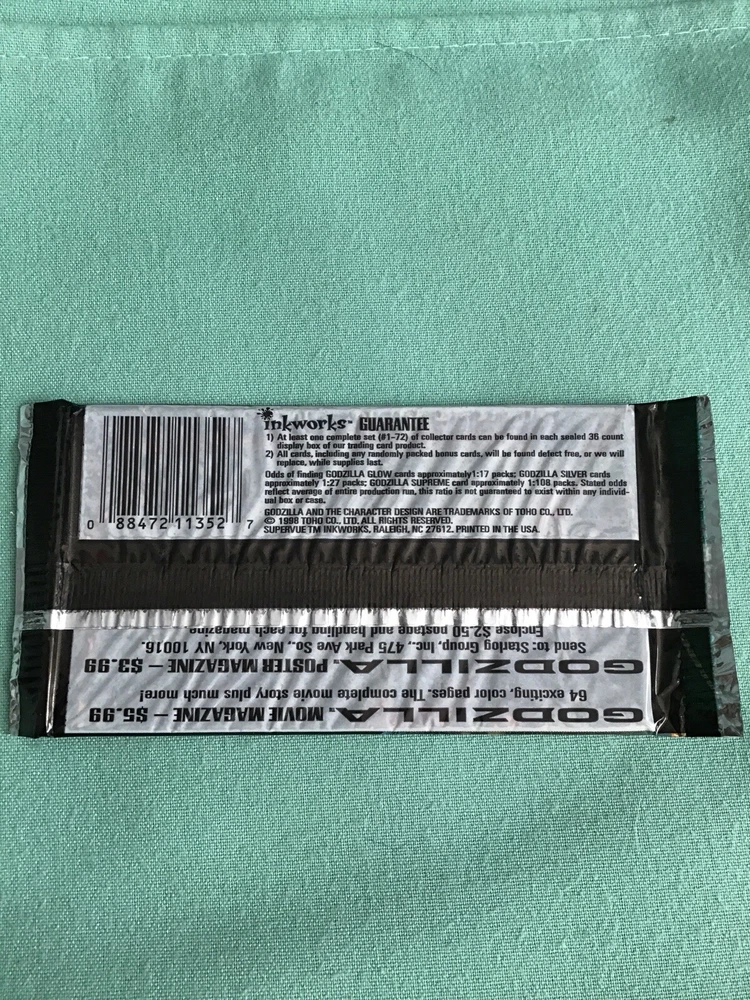 inkworks™ GUARANTEE
1) At least one complete set (#1-72) of collector cards can be found in each sealed 36 count
display box of our trading card product.
2) All cards, including any randomly packed bonus cards, will be found defect free, or we will
replace, while supplies last.
Odds of finding GODZILLA GLOW cards approximately1:17 packs; GODZILLA SILVER cards
approximately 1:27 packs; GODZILLA SUPREME card approximately 1:108 packs. Stated odds
reflect average of entire production run, this ratio is not guaranteed to exist within any individ-
ual box or case.
GODZILLA AND THE CHARACTER DESIGN ARE TRADEMARKS OF TOHO CO., LTD.
© 1998 TOHO CO., LTD. ALL RIGHTS RESERVED.
SUPERVUE TM INKWORKS, RALEIGH, NC 27612. PRINTED IN THE USA.
0 88472 11352 7
GODZILLA. MOVIE MAGAZINE — $5.99
64 exciting, color pages. The complete movie story plus much more!
GODZILLA. POSTER MAGAZINE — $3.99
Send to: Starlog Group, Inc., 475 Park Ave So., New York, NY 10016.
Enclose $2.50 postage and handling for each magazine